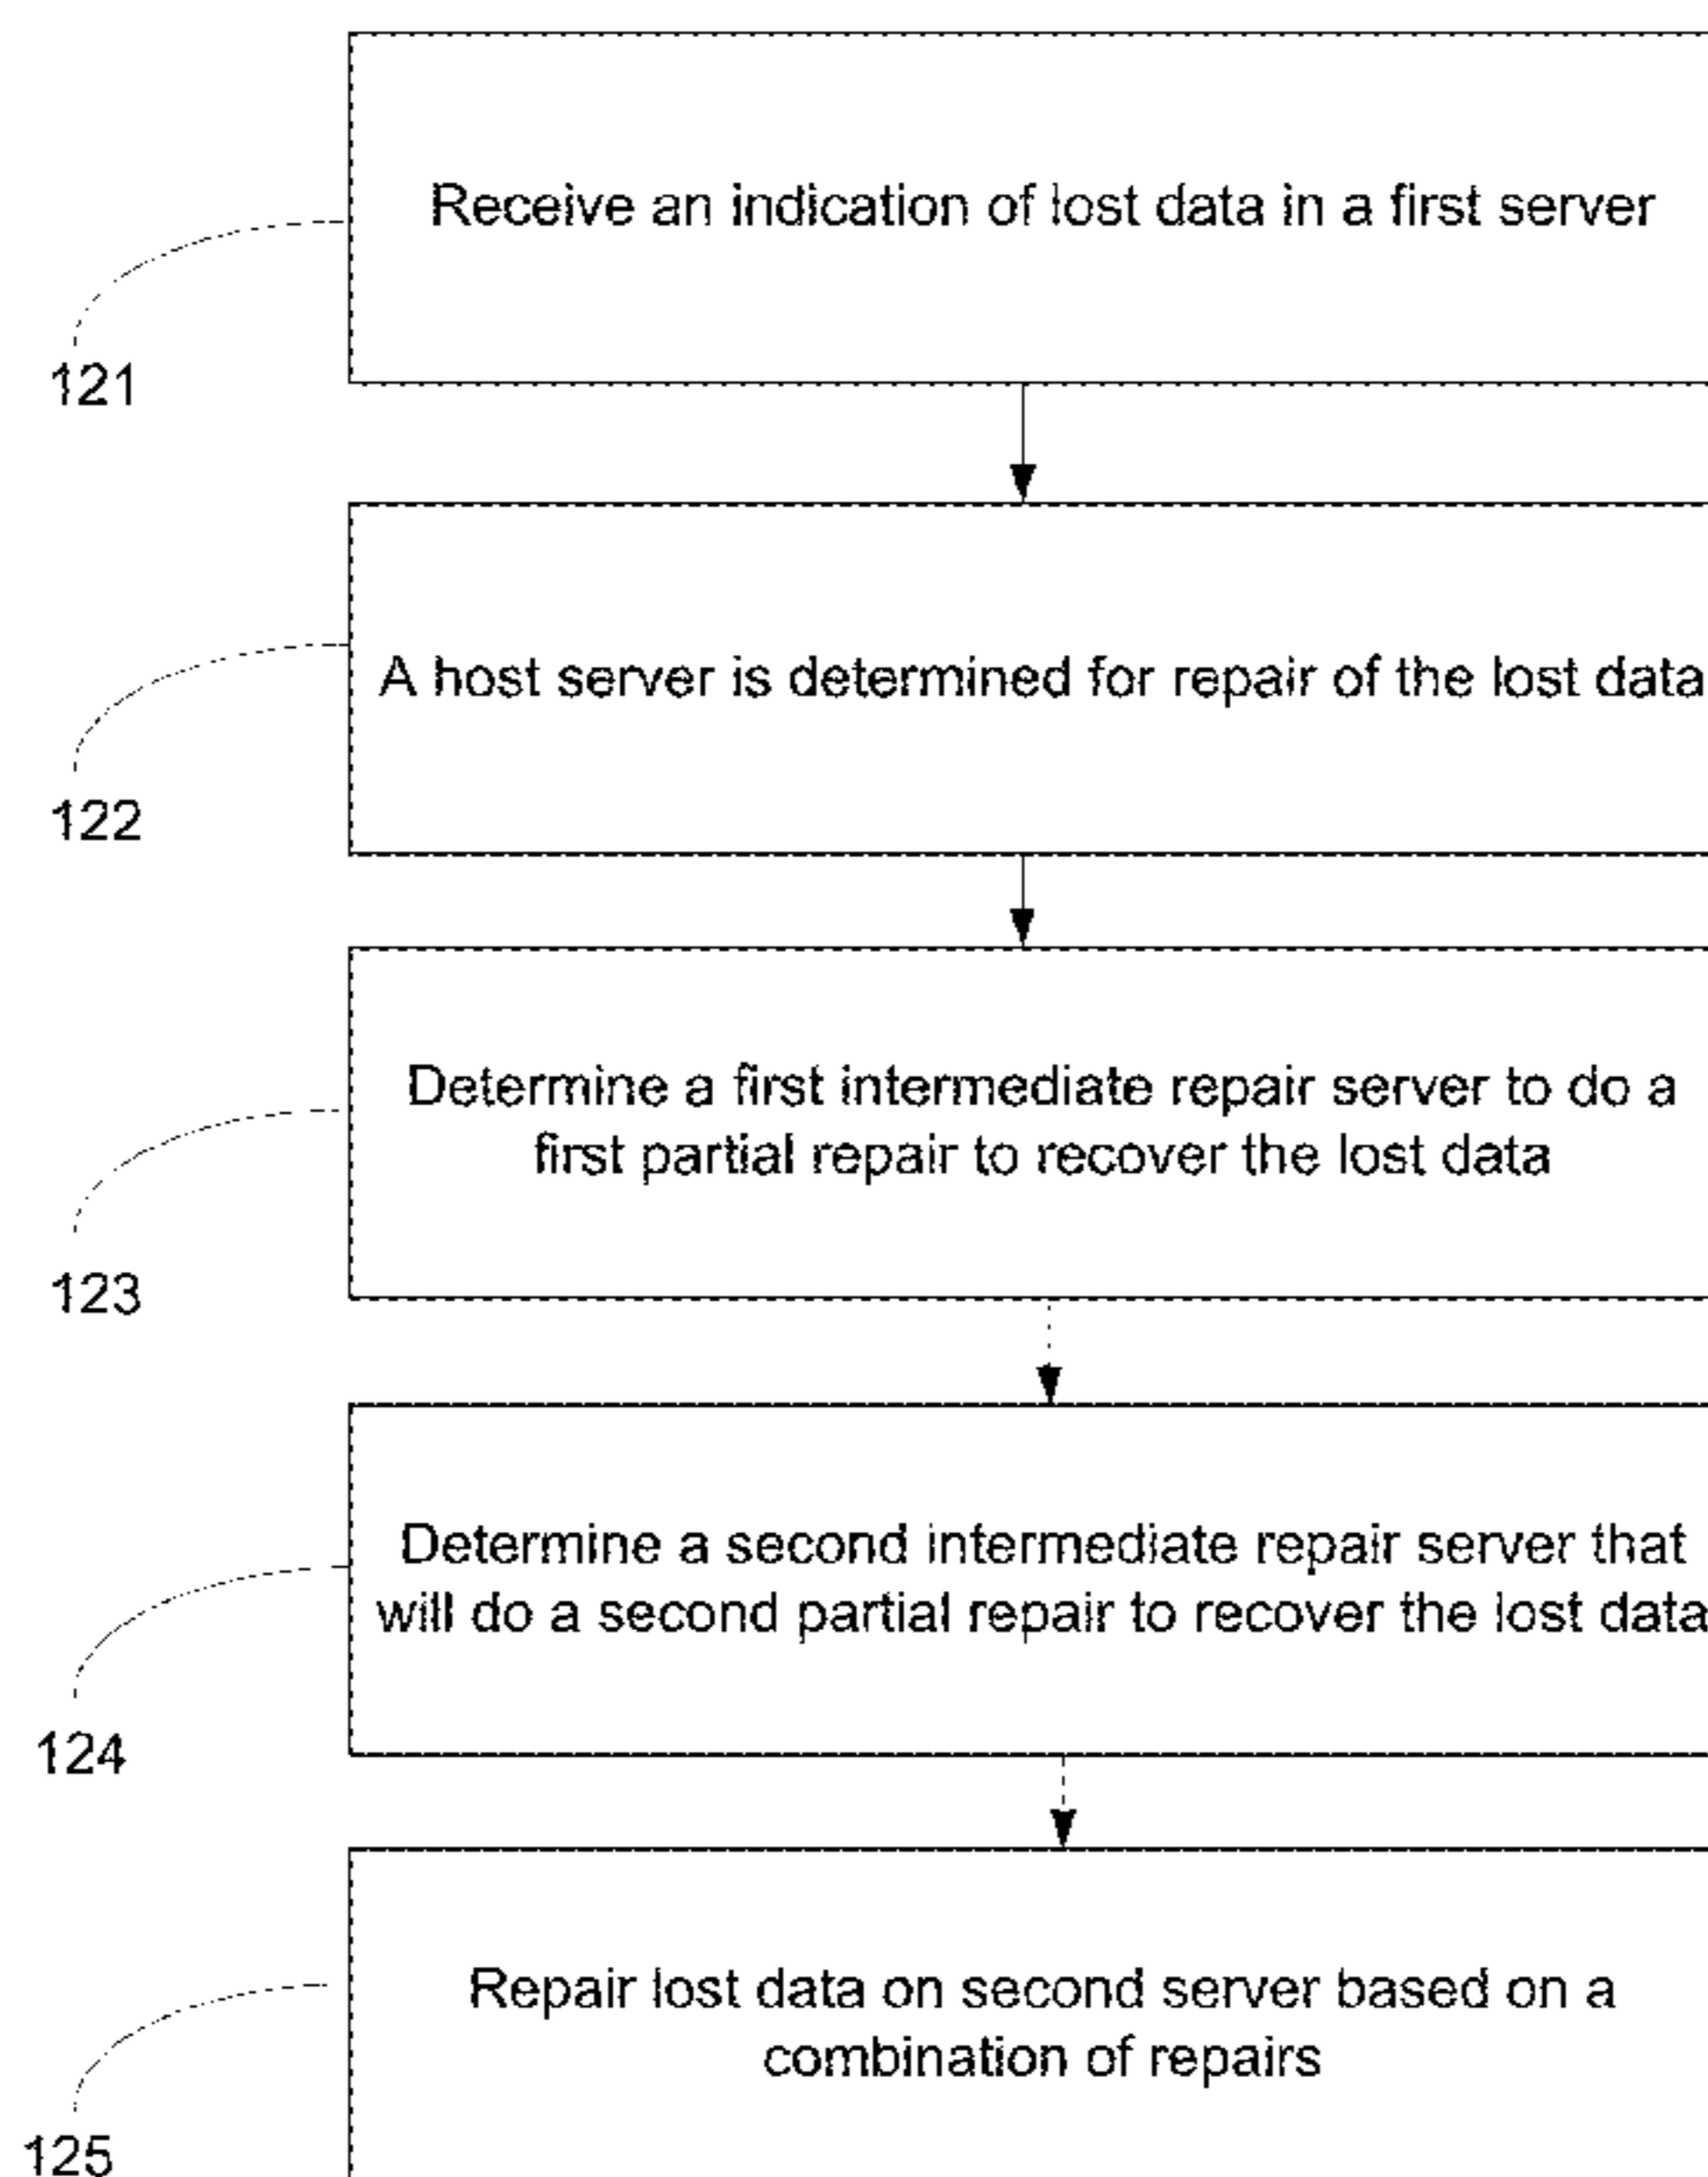 Receive an indication of lost data in a first server
121
A host server is determined for repair of the lost data
122
Determine a first intermediate repair server to do a
first partial repair to recover the lost data
123
Determine a second intermediate repair server that
will do a second partial repair to recover the lost data
124
Repair lost data on second server based on a
combination of repairs
125